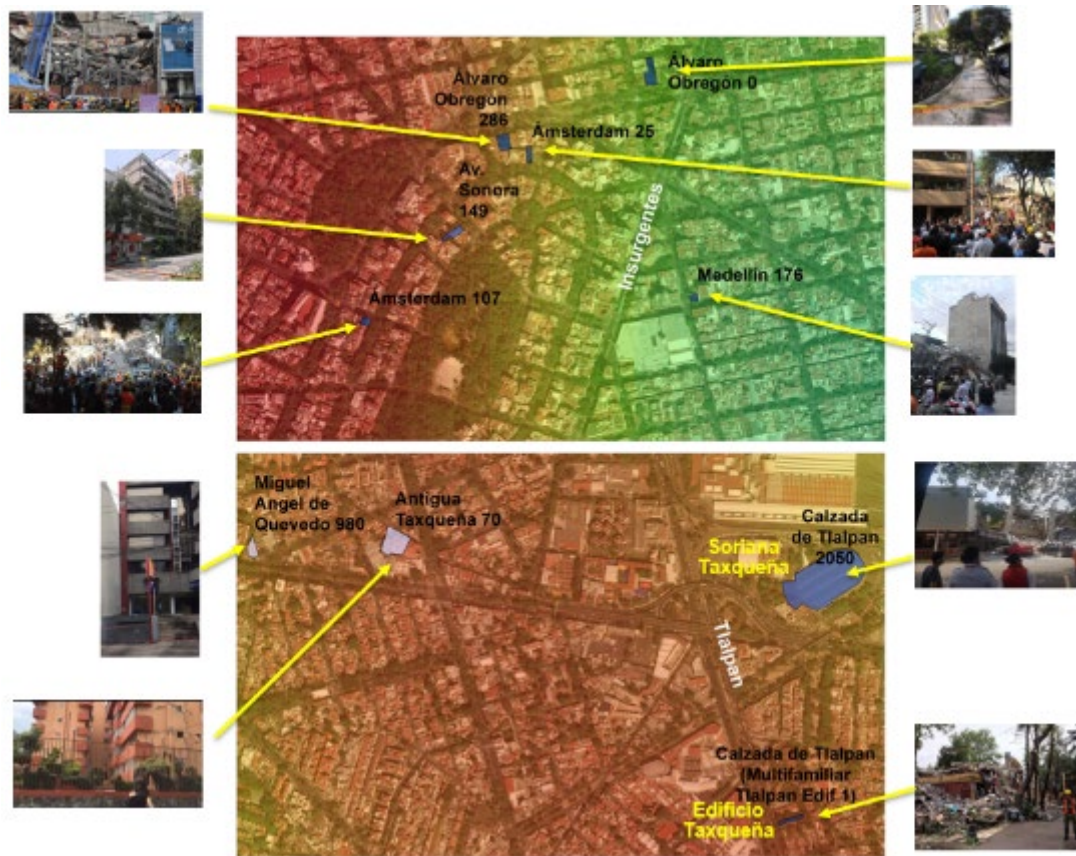 Álvaro
Obregon 0
Álvaro
Obregon
286
Ámsterdam 25
Av.
Sonora
149
Insurgentes
Medellín 176
Ámsterdam 107
Miguel
Angel de
Quevedo 980
Antigua
Taxqueña 70
Calzada
de Tlalpan
2050
Soriana
Taxqueña
Tlalpan
Calzada de Tlalpan
(Multifamiliar
Tlalpan Edif 1)
Edificio
Taxqueña